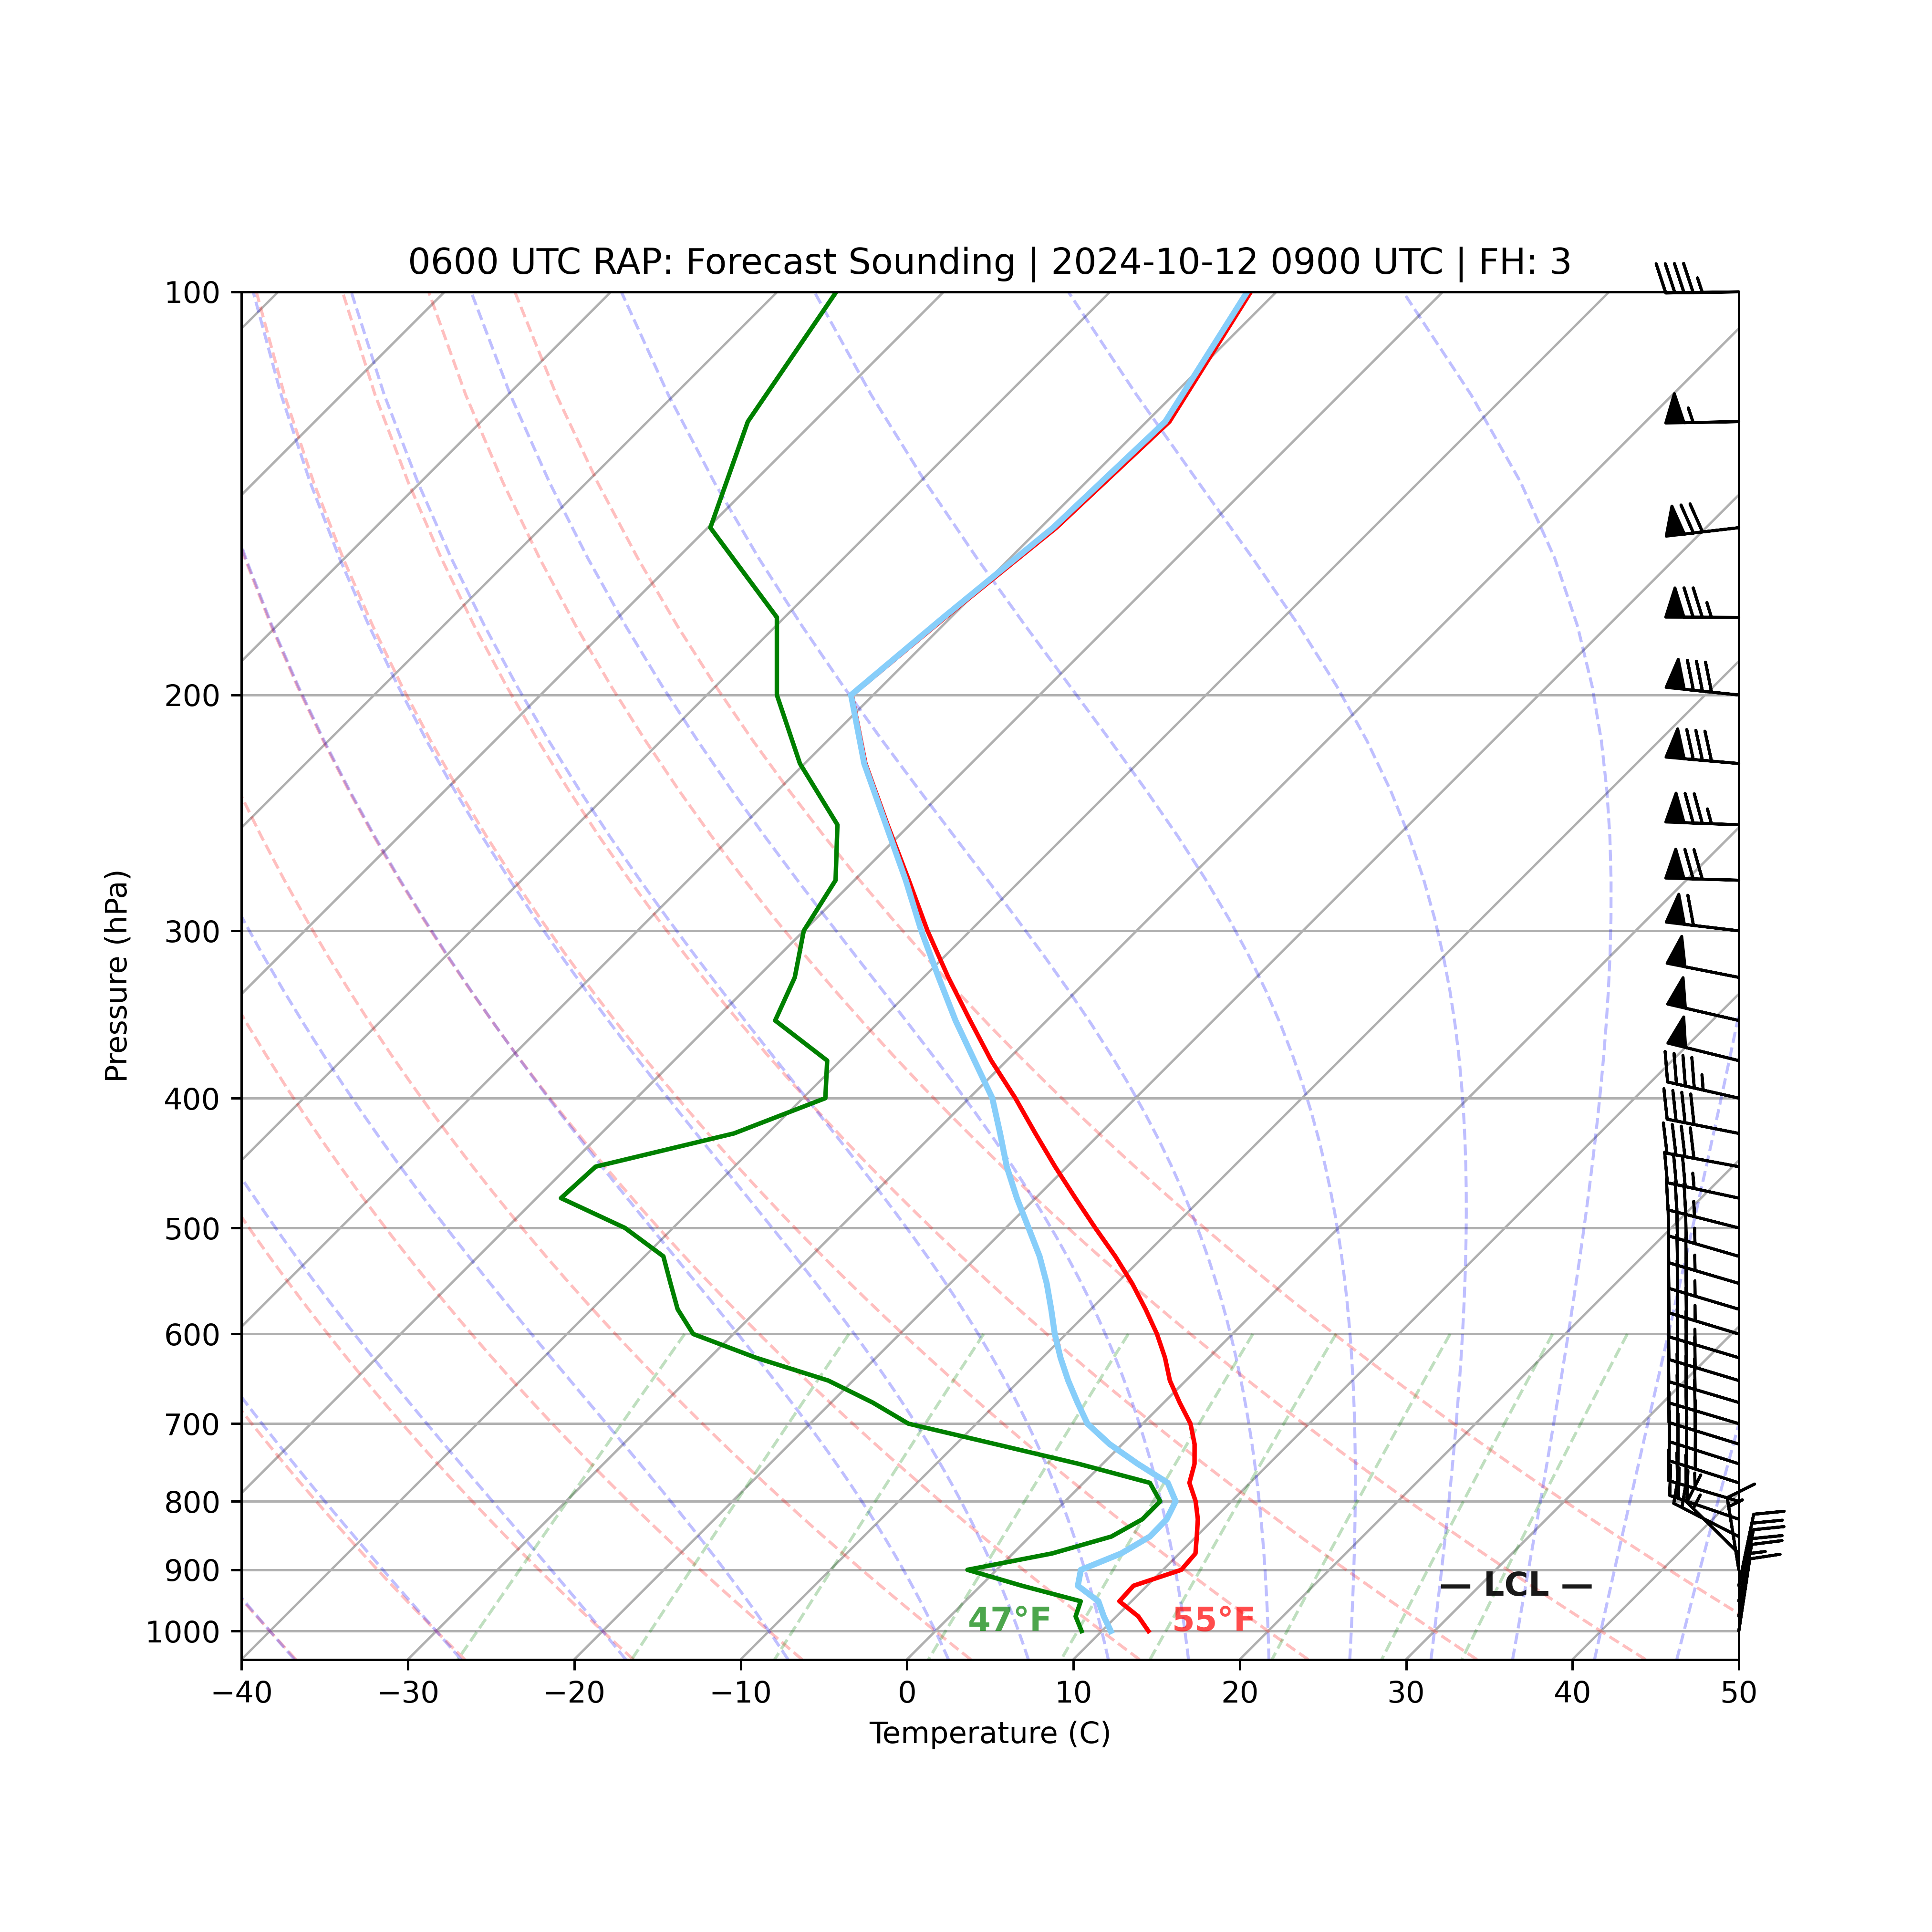 0600 UTC RAP: Forecast Sounding | 2024-10-12 0900 UTC | FH: 3
100
200
300
400
500
600
700
800
900
1000
Pressure (hPa)
— LCL —
47°F
55°F
−40 −30 −20 −10 0 10 20 30 40 50
Temperature (C)